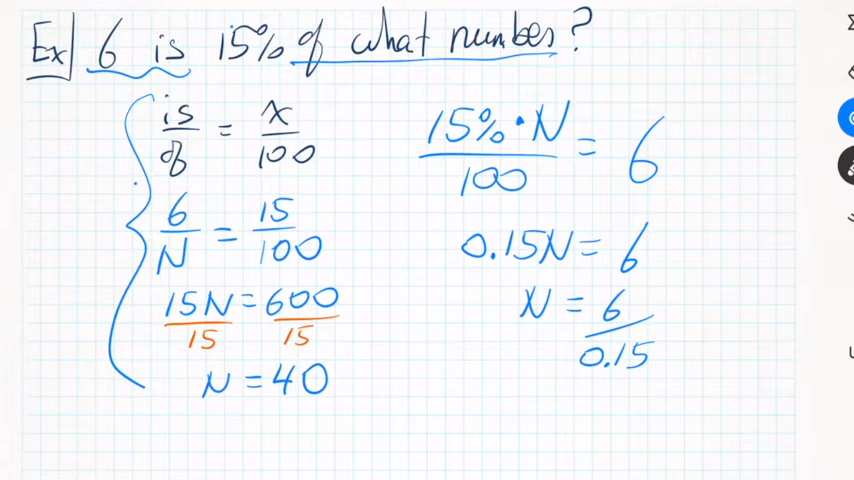 Ex 6 is 15% of what number?
is/of = x/100
6/N = 15/100
15N = 600
15 15
N = 40
15% · N/100 = 6
0.15N = 6
N = 6/0.15